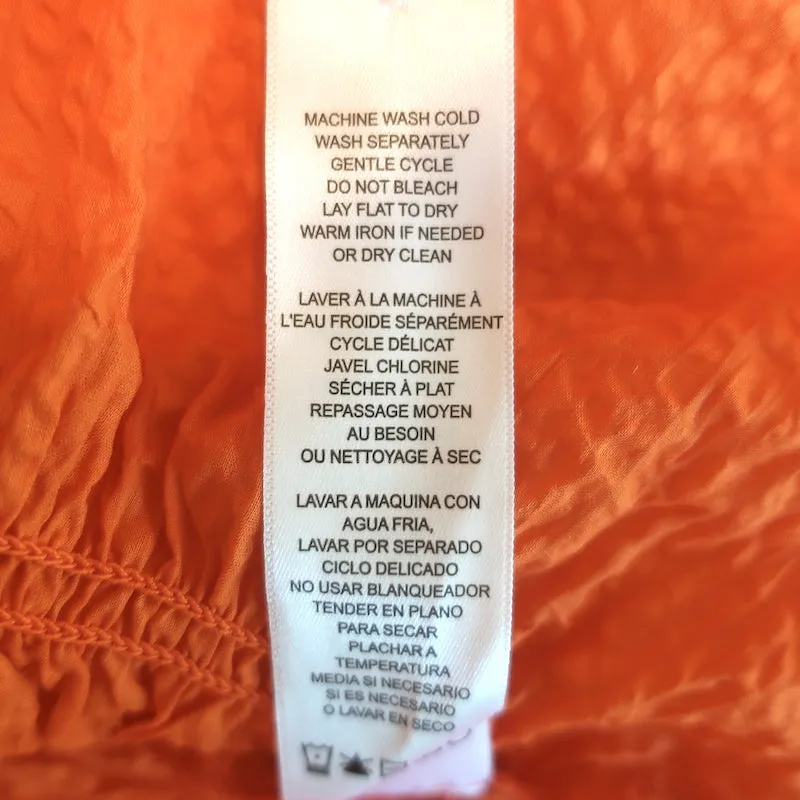 MACHINE WASH COLD
WASH SEPARATELY
GENTLE CYCLE
DO NOT BLEACH
LAY FLAT TO DRY
WARM IRON IF NEEDED
OR DRY CLEAN
LAVER À LA MACHINE À
L'EAU FROIDE SÉPARÉMENT
CYCLE DÉLICAT
JAVEL CHLORINE
SÉCHER À PLAT
REPASSAGE MOYEN
AU BESOIN
OU NETTOYAGE À SEC
LAVAR A MAQUINA CON
AGUA FRIA,
LAVAR POR SEPARADO
CICLO DELICADO
NO USAR BLANQUEADOR
TENDER EN PLANO
PARA SECAR
PLACHAR A
TEMPERATURA
MEDIA SI NECESARIO
SI ES NECESARIO
O LAVAR EN SECO